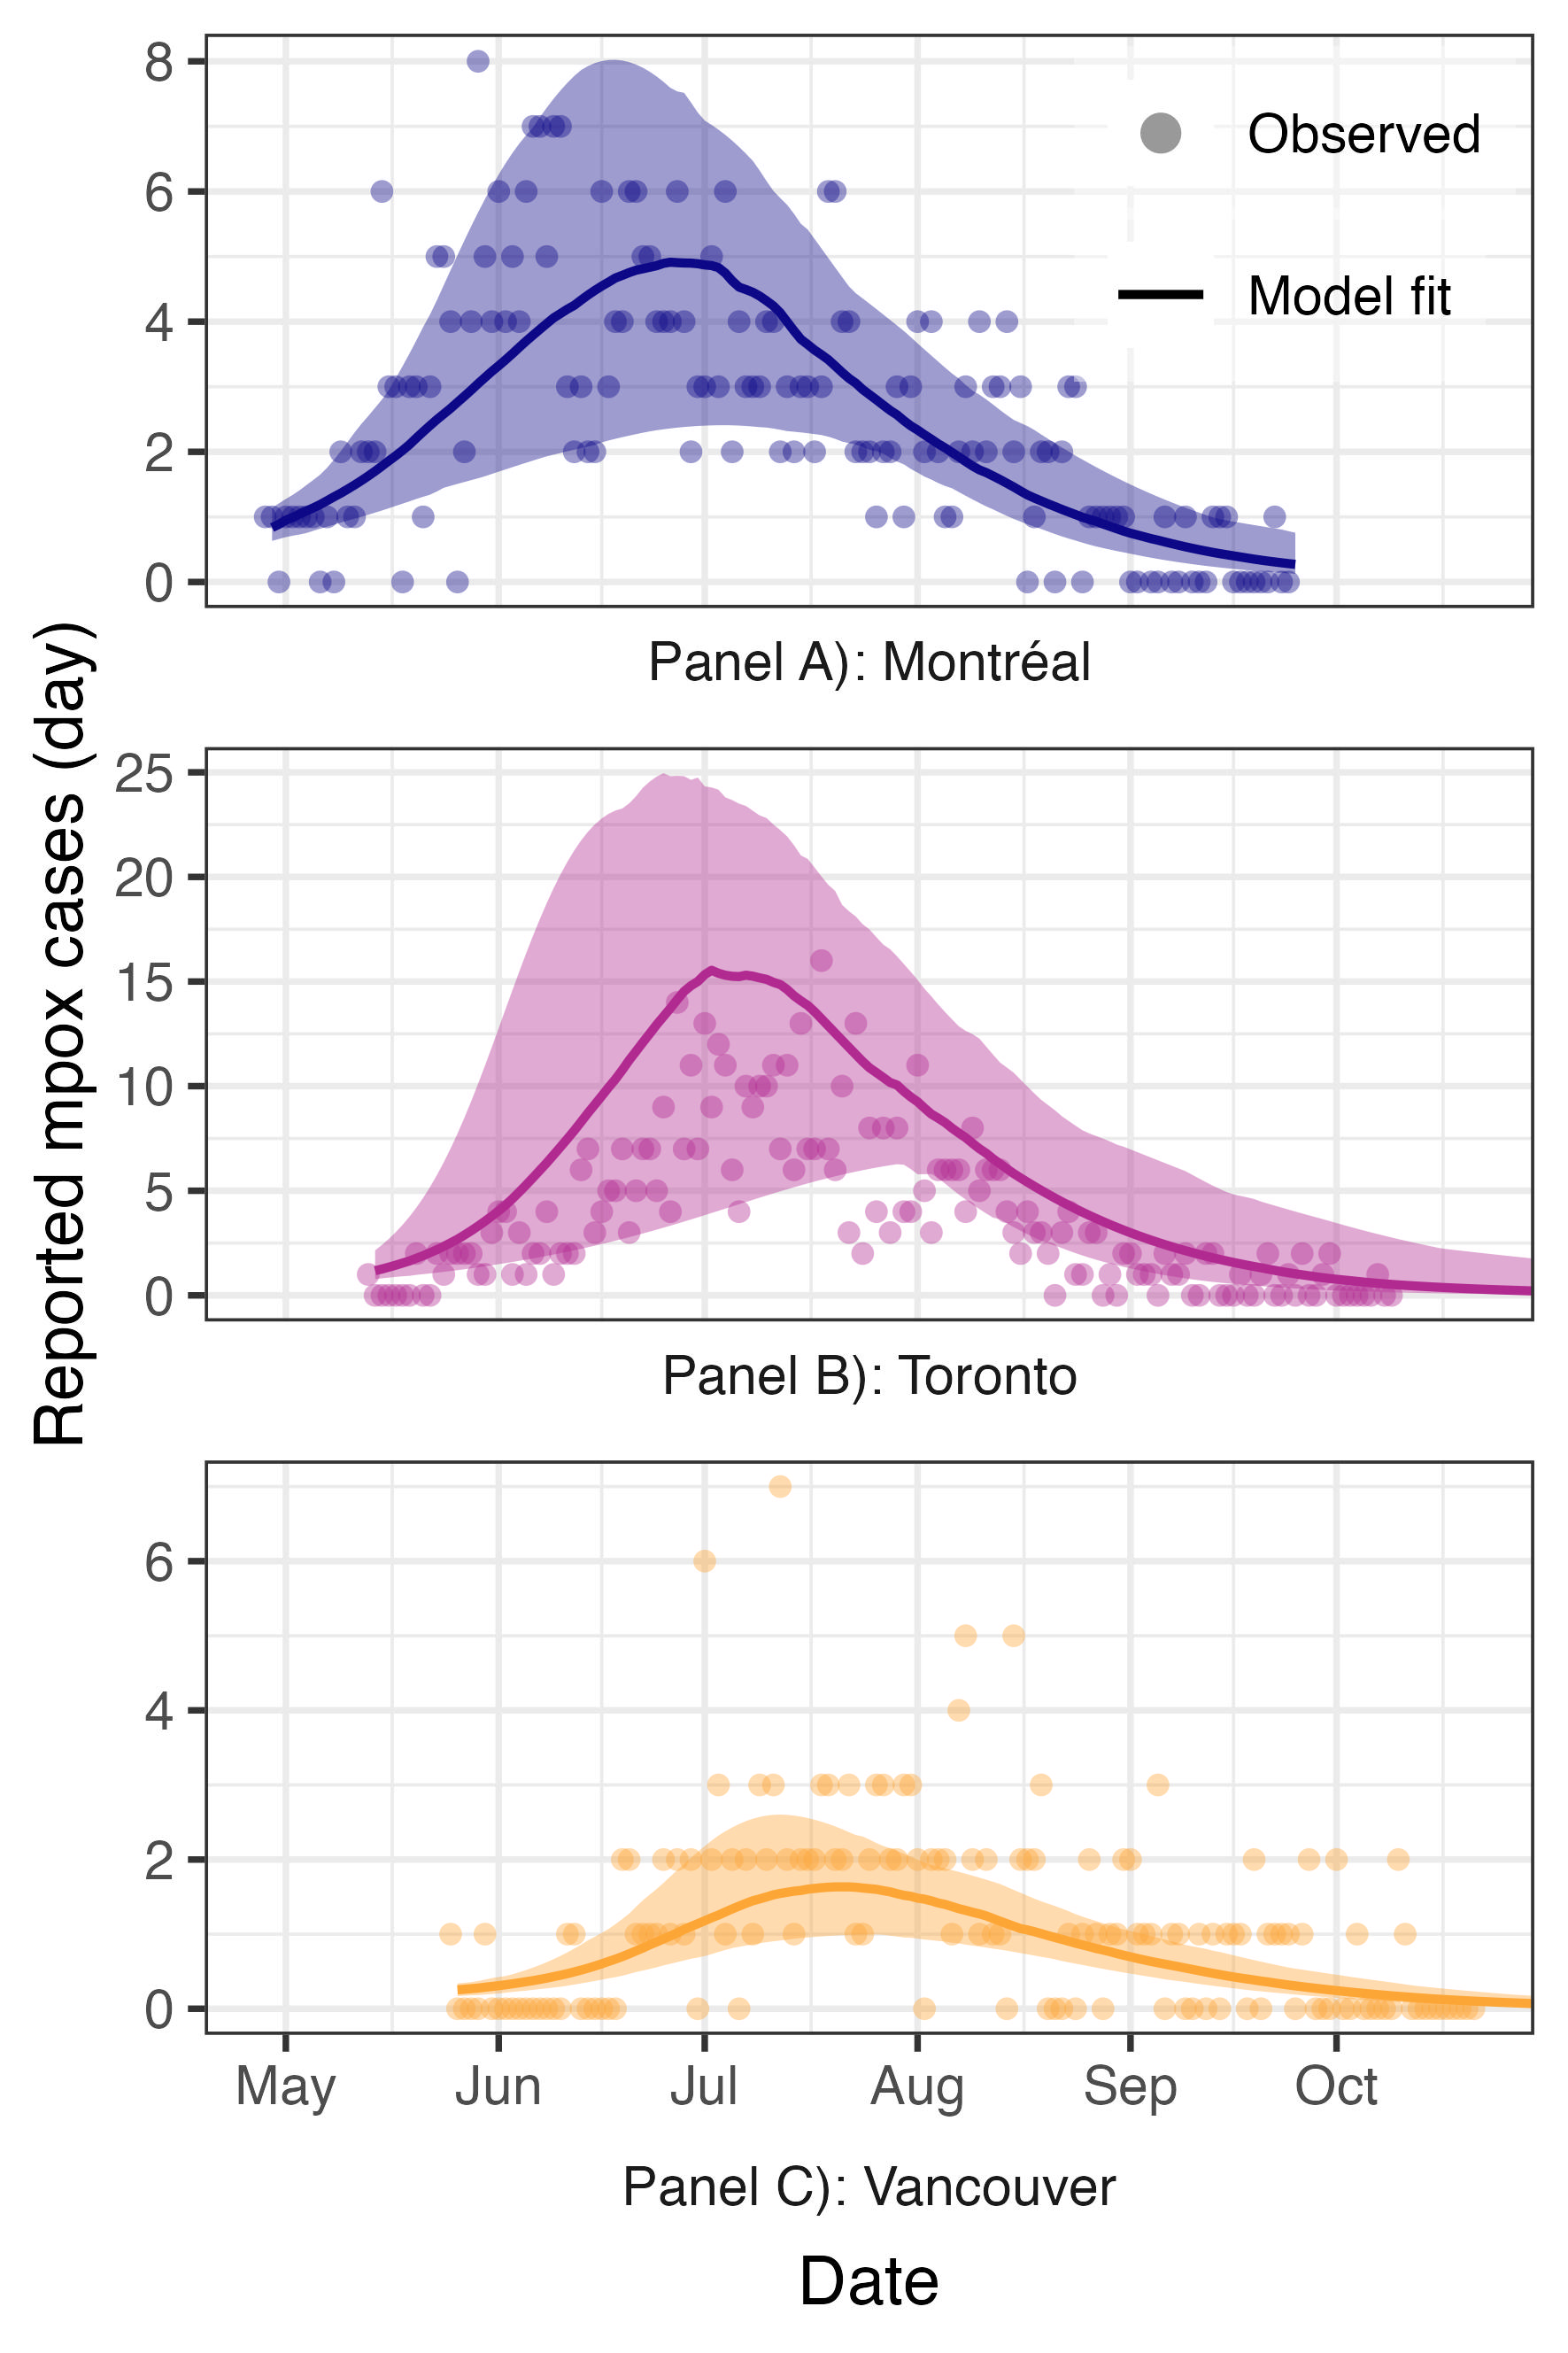 Reported mpox cases (day)
8
6
4
2
0
Observed
Model fit
Panel A): Montréal
25
20
15
10
5
0
Panel B): Toronto
6
4
2
0
May Jun Jul Aug Sep Oct
Panel C): Vancouver
Date